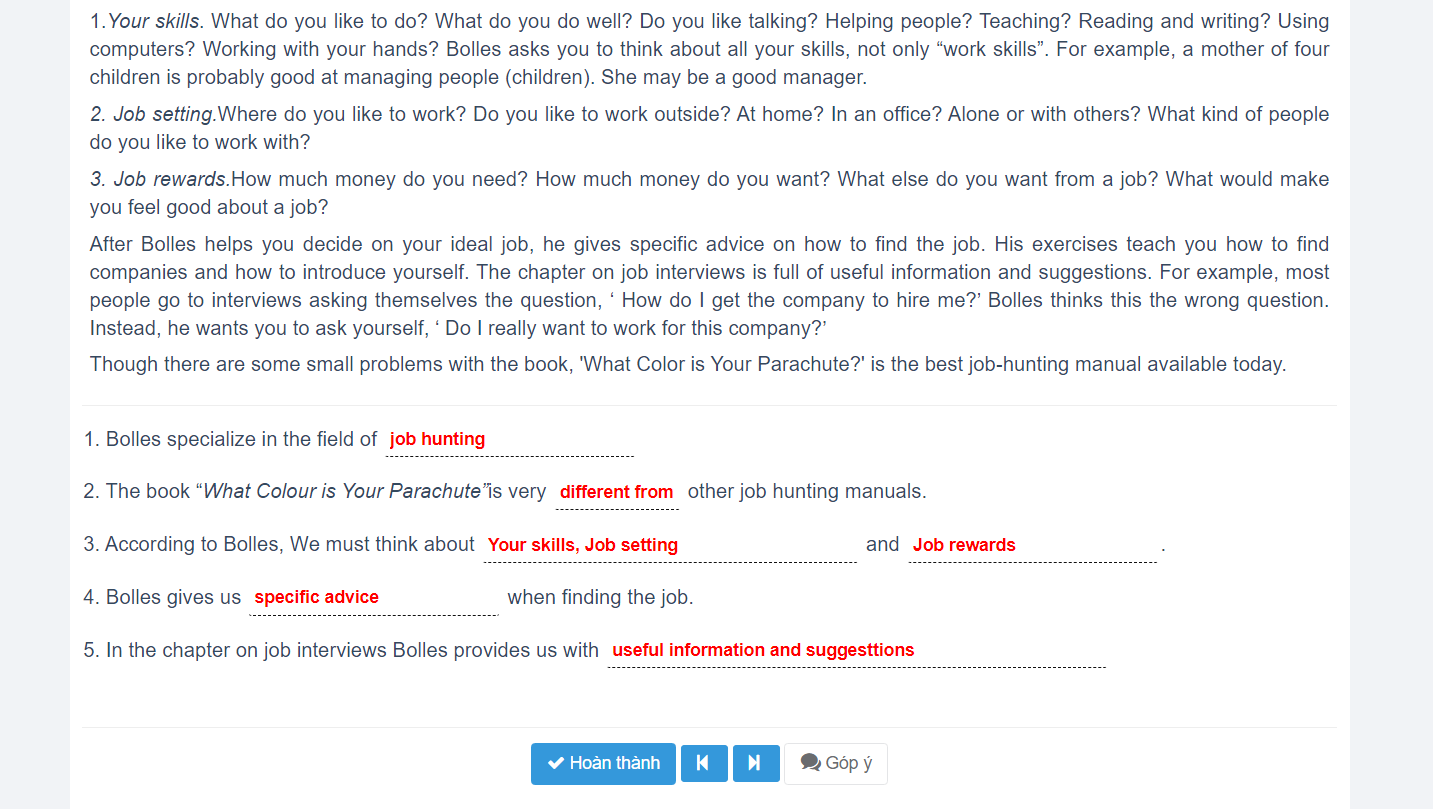 1.Your skills. What do you like to do? What do you do well? Do you like talking? Helping people? Teaching? Reading and writing? Using
computers? Working with your hands? Bolles asks you to think about all your skills, not only “work skills”. For example, a mother of four
children is probably good at managing people (children). She may be a good manager.
2. Job setting.Where do you like to work? Do you like to work outside? At home? In an office? Alone or with others? What kind of people
do you like to work with?
3. Job rewards.How much money do you need? How much money do you want? What else do you want from a job? What would make
you feel good about a job?
After Bolles helps you decide on your ideal job, he gives specific advice on how to find the job. His exercises teach you how to find
companies and how to introduce yourself. The chapter on job interviews is full of useful information and suggestions. For example, most
people go to interviews asking themselves the question, ‘ How do I get the company to hire me?’ Bolles thinks this the wrong question.
Instead, he wants you to ask yourself, ‘ Do I really want to work for this company?’
Though there are some small problems with the book, 'What Color is Your Parachute?' is the best job-hunting manual available today.
1. Bolles specialize in the field of job hunting
2. The book “What Colour is Your Parachute”is very different from other job hunting manuals.
3. According to Bolles, We must think about Your skills, Job setting and Job rewards .
4. Bolles gives us specific advice when finding the job.
5. In the chapter on job interviews Bolles provides us with useful information and suggesttions
Hoàn thành Góp ý